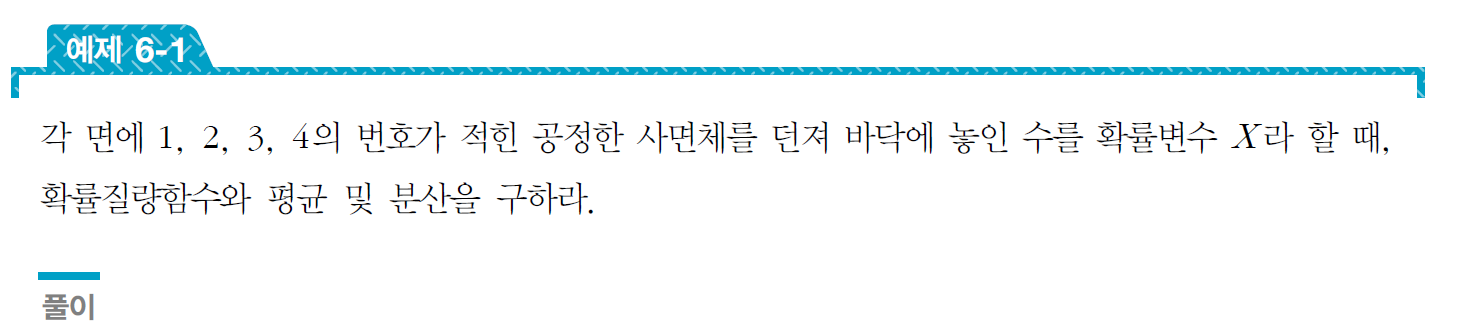 예제 6-1
각 면에 1, 2, 3, 4의 번호가 적힌 공정한 사면체를 던져 바닥에 놓인 수를 확률변수 X라 할 때,
확률질량함수와 평균 및 분산을 구하라.
풀이